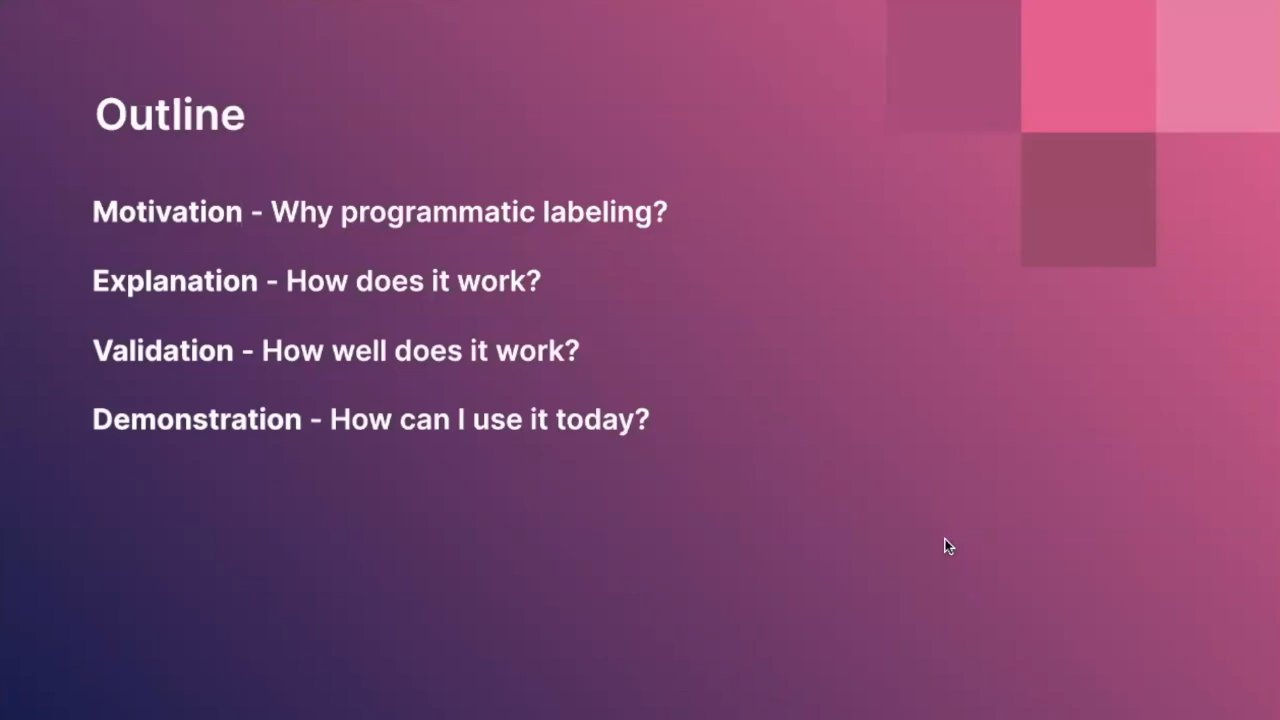 Outline
Motivation - Why programmatic labeling?
Explanation - How does it work?
Validation - How well does it work?
Demonstration - How can I use it today?